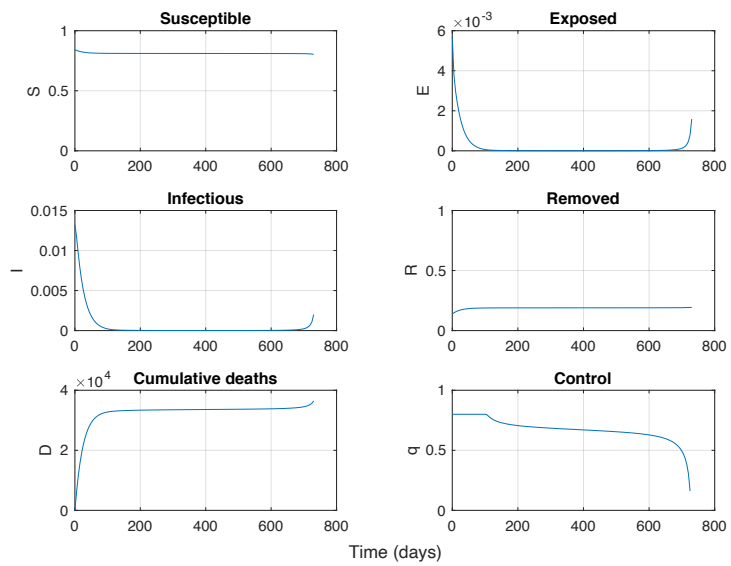 Susceptible
1
0.5
0
S
0 200 400 600 800
Exposed
×10⁻³
6
4
2
0
E
0 200 400 600 800
Infectious
0.015
0.01
0.005
0
I
0 200 400 600 800
Removed
1
0.5
0
R
0 200 400 600 800
Cumulative deaths
×10⁴
4
2
0
D
0 200 400 600 800
Control
1
0.5
0
q
0 200 400 600 800
Time (days)